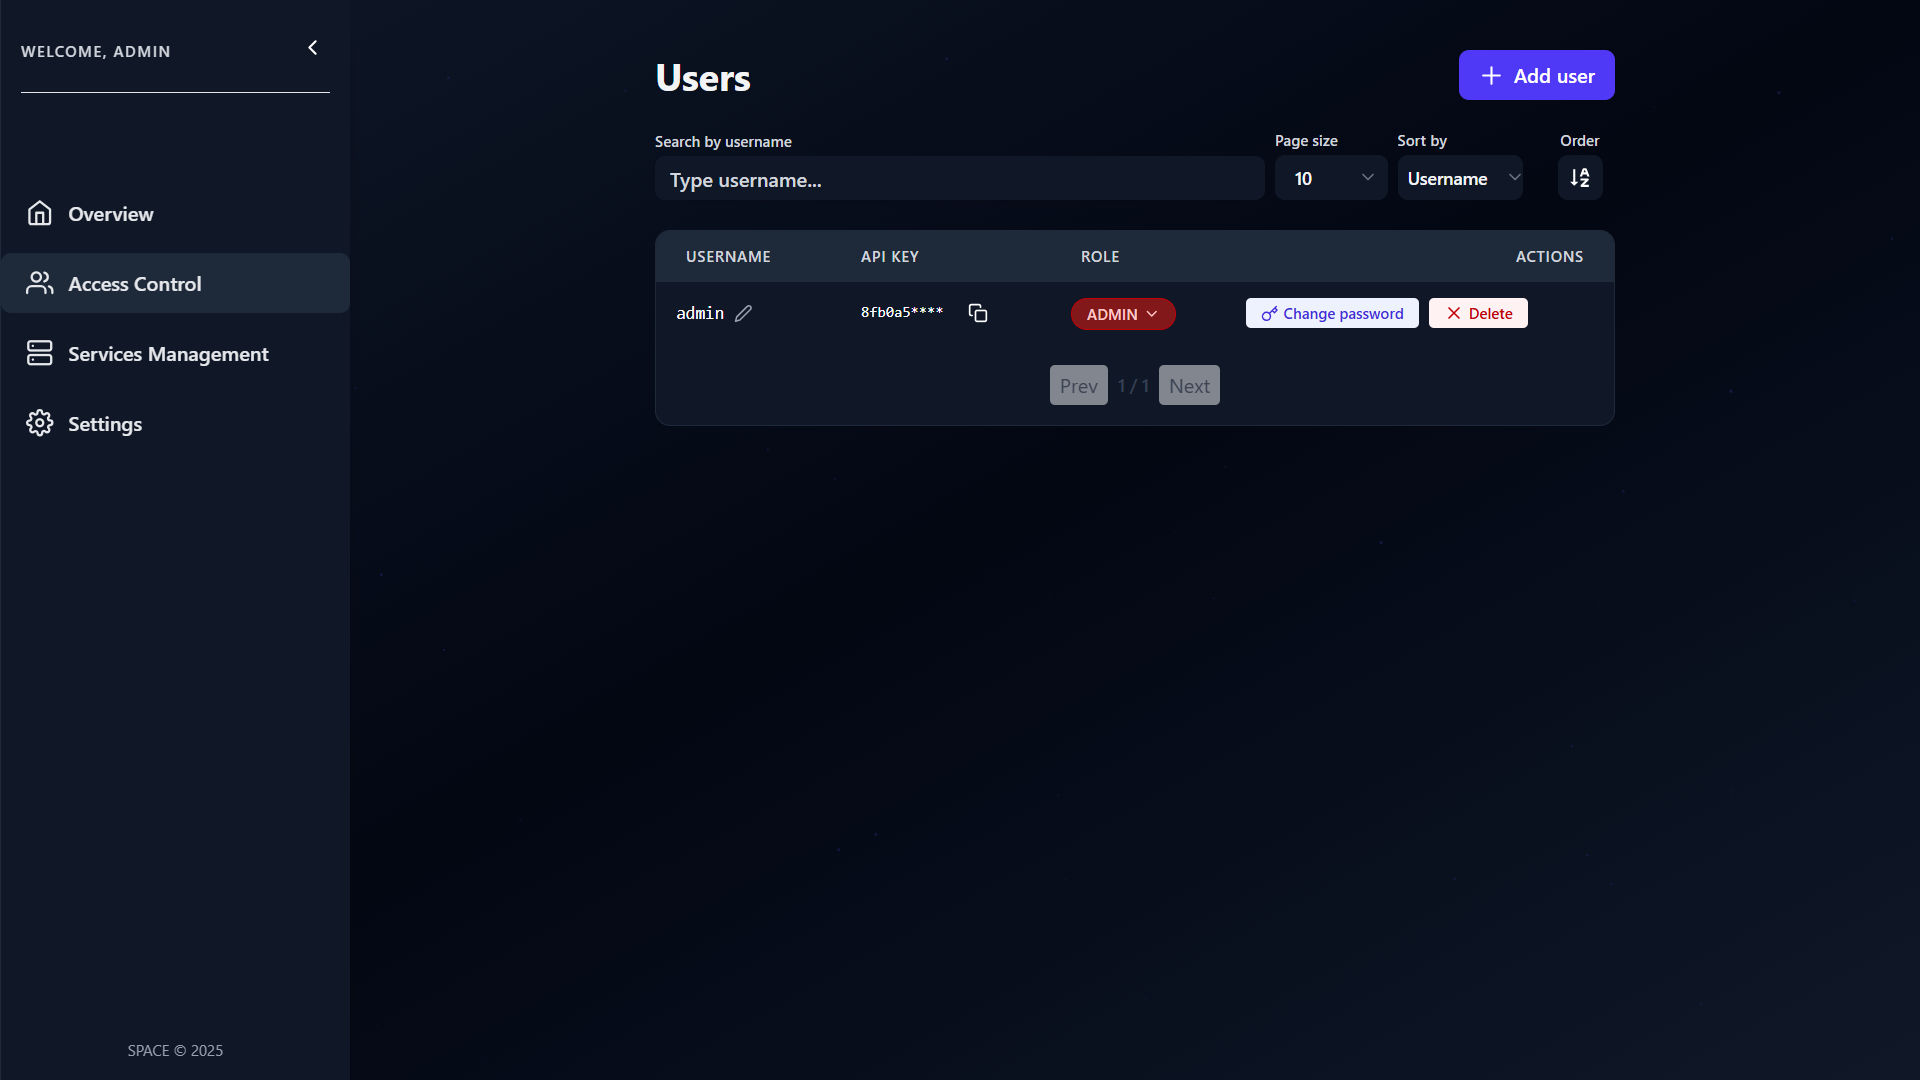 WELCOME, ADMIN
Overview
Access Control
Services Management
Settings
SPACE © 2025
Users
Add user
Search by username
Type username...
Page size
10
Sort by
Username
Order
USERNAME API KEY ROLE ACTIONS
admin 8fb0a5**** ADMIN Change password Delete
Prev 1 / 1 Next